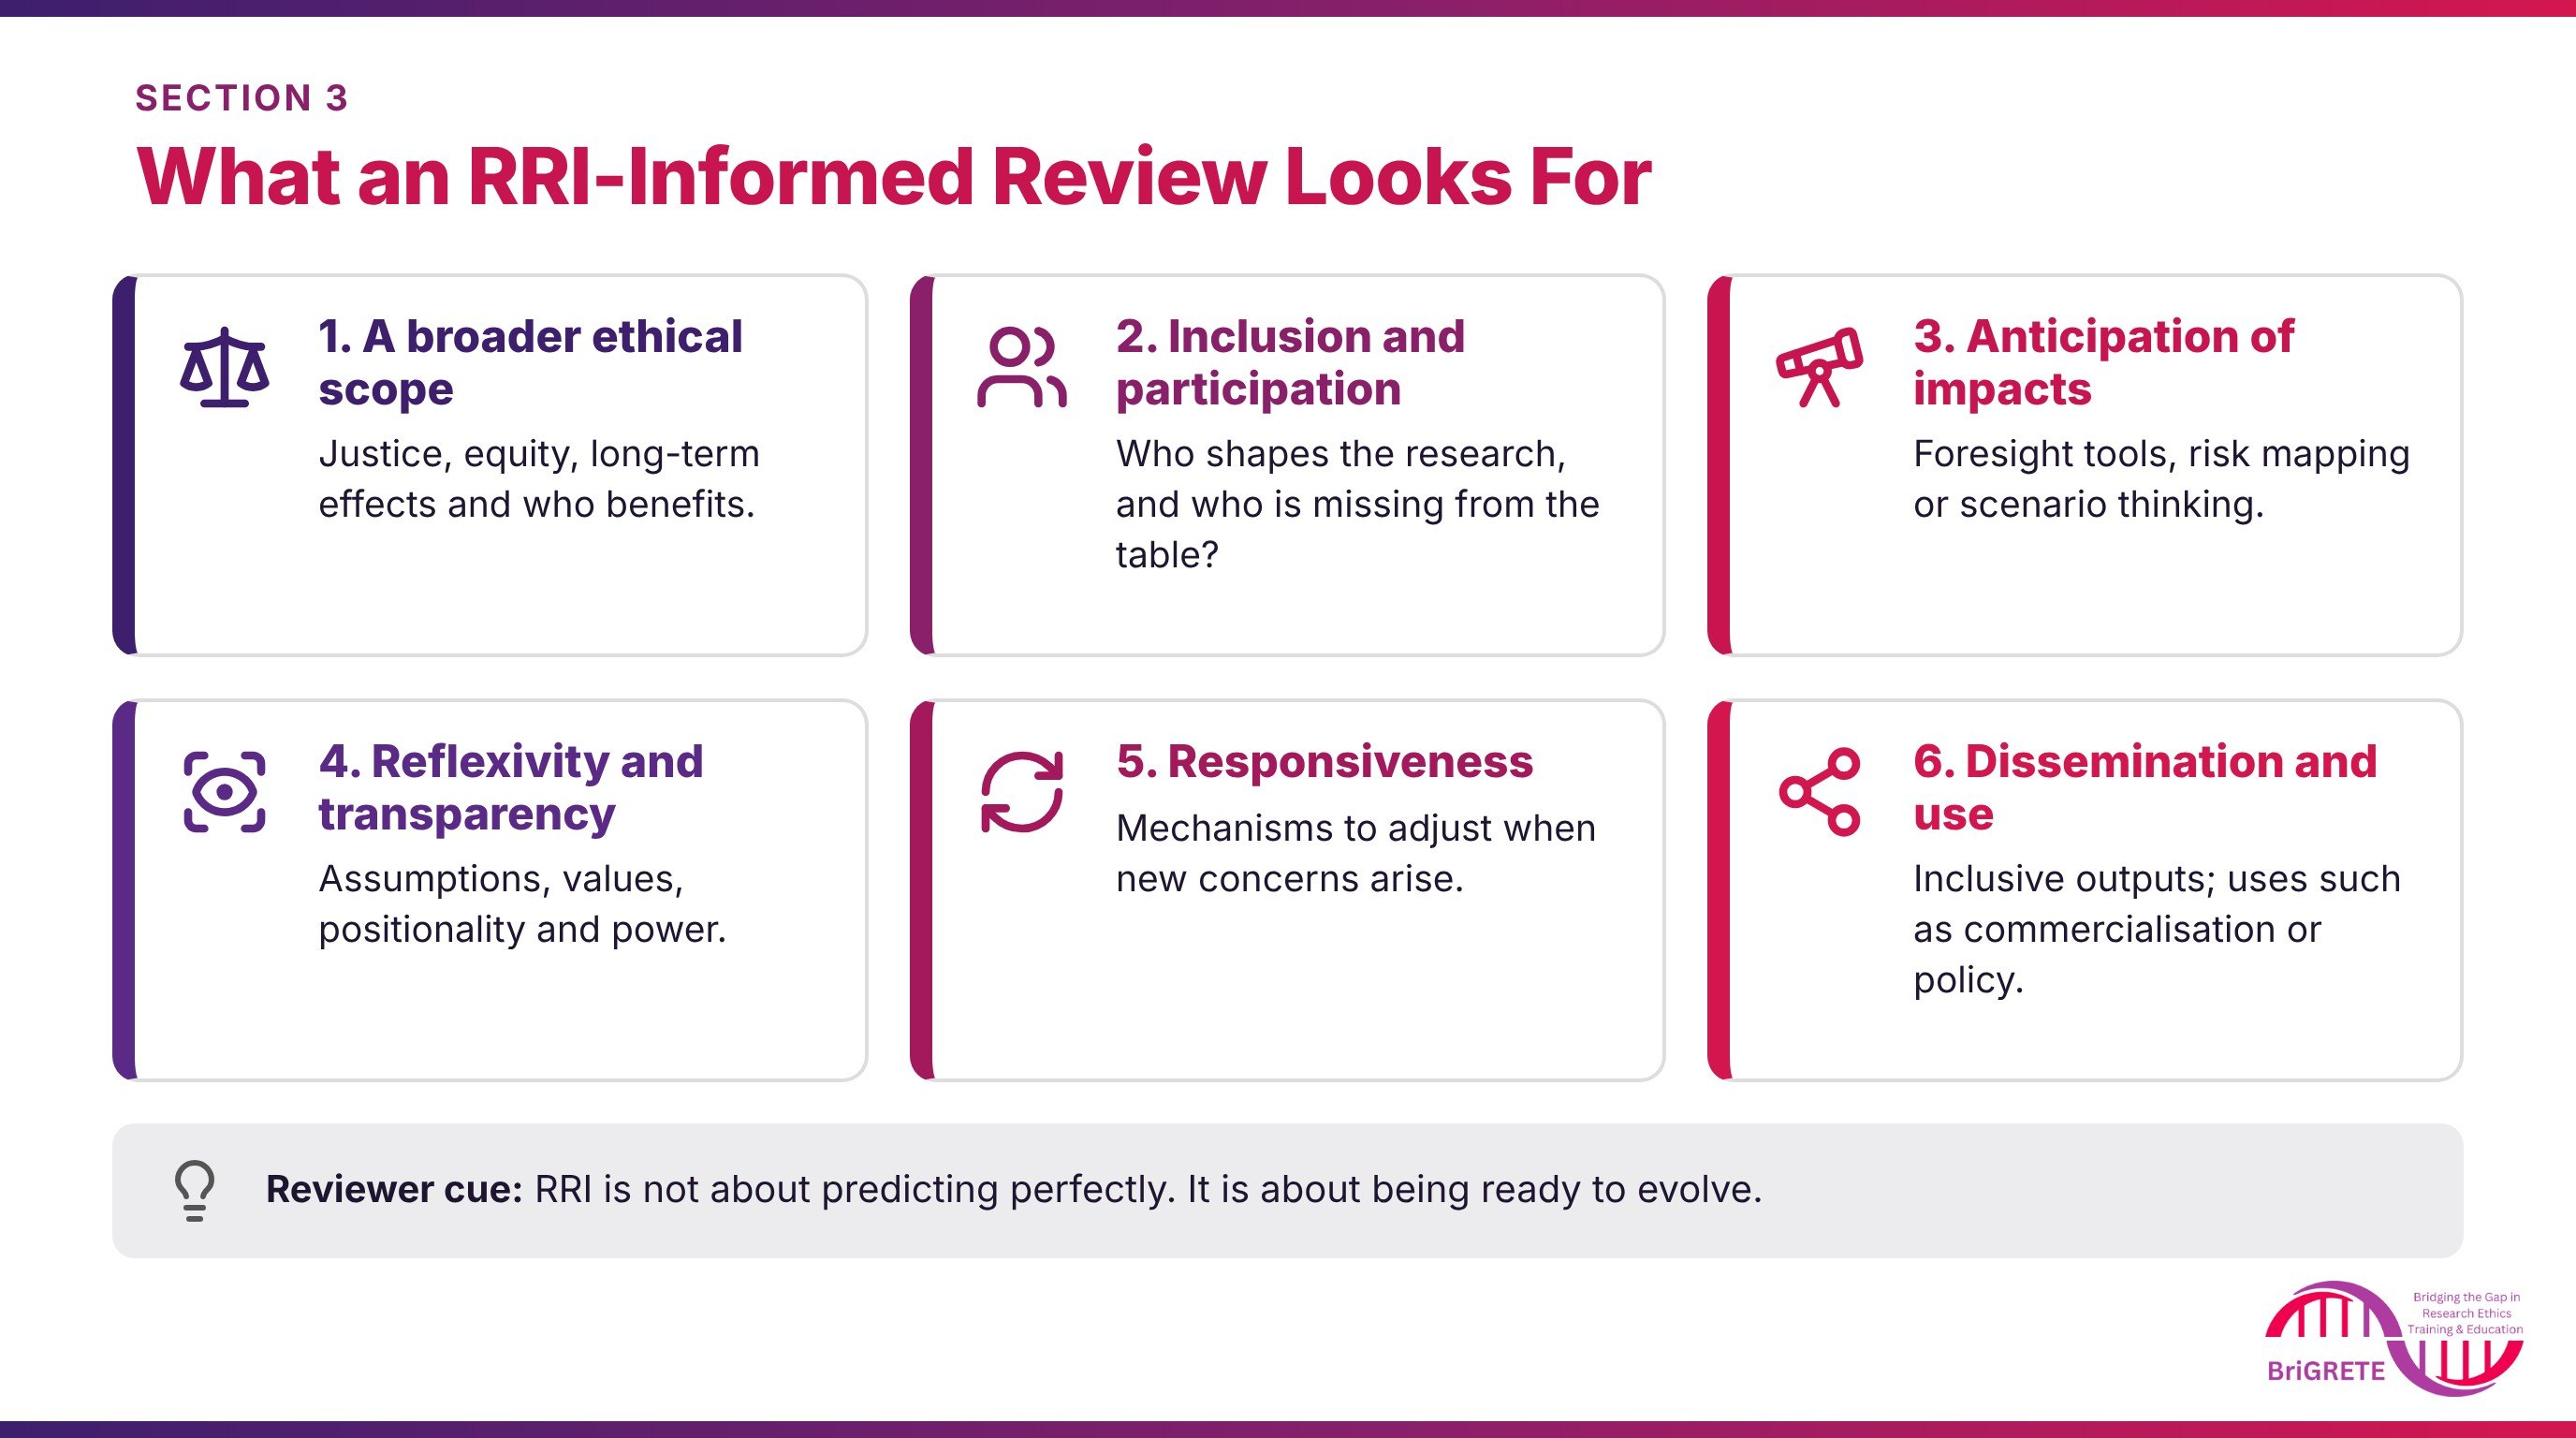 SECTION 3
What an RRI-Informed Review Looks For
1. A broader ethical
scope
Justice, equity, long-term
effects and who benefits.
2. Inclusion and
participation
Who shapes the research,
and who is missing from the
table?
3. Anticipation of
impacts
Foresight tools, risk mapping
or scenario thinking.
4. Reflexivity and
transparency
Assumptions, values,
positionality and power.
5. Responsiveness
Mechanisms to adjust when
new concerns arise.
6. Dissemination and
use
Inclusive outputs; uses such
as commercialisation or
policy.
Reviewer cue: RRI is not about predicting perfectly. It is about being ready to evolve.
Bridging the Gap in
Research Ethics
Training & Education
BriGRETE